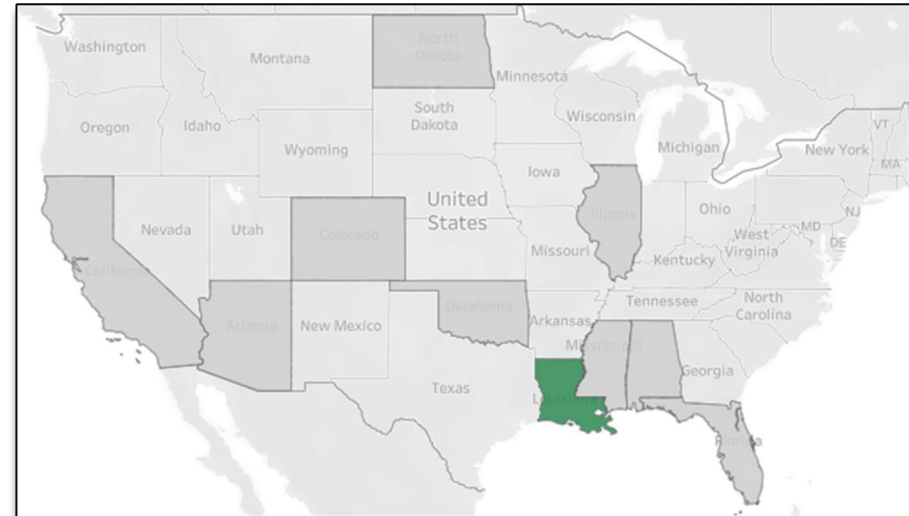 Washington
Montana
North
Dakota
Minnesota
Oregon
Idaho
South
Dakota
Wisconsin
Michigan
VT
New York
MA
Wyoming
Iowa
Nevada
Utah
Colorado
United
States
Illinois
Ohio
NJ
MD
DE
West
Virginia
Missouri
Kentucky
California
Arizona
New Mexico
Oklahoma
Arkansas
Tennessee
North
Carolina
Mississippi
Georgia
Texas
Louisiana
Florida